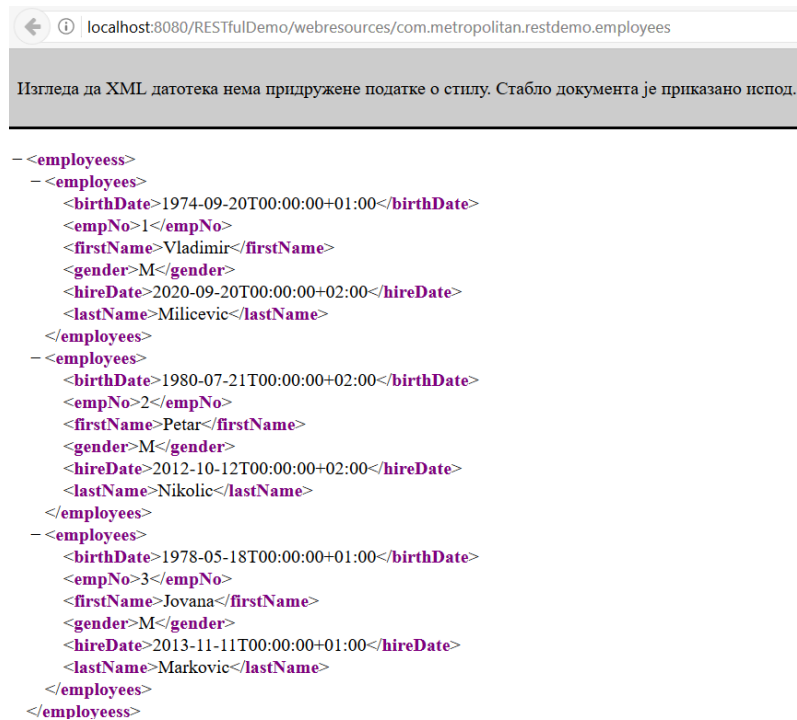 localhost:8080/RESTfulDemo/webresources/com.metropolitan.restdemo.employees
Изгледа да XML датотека нема придружене податке о стилу. Стабло документа је приказано испод.
−<employeess>
−<employees>
<birthDate>1974-09-20T00:00:00+01:00</birthDate>
<empNo>1</empNo>
<firstName>Vladimir</firstName>
<gender>M</gender>
<hireDate>2020-09-20T00:00:00+02:00</hireDate>
<lastName>Milicevic</lastName>
</employees>
−<employees>
<birthDate>1980-07-21T00:00:00+02:00</birthDate>
<empNo>2</empNo>
<firstName>Petar</firstName>
<gender>M</gender>
<hireDate>2012-10-12T00:00:00+02:00</hireDate>
<lastName>Nikolic</lastName>
</employees>
−<employees>
<birthDate>1978-05-18T00:00:00+01:00</birthDate>
<empNo>3</empNo>
<firstName>Jovana</firstName>
<gender>M</gender>
<hireDate>2013-11-11T00:00:00+01:00</hireDate>
<lastName>Markovic</lastName>
</employees>
</employeess>